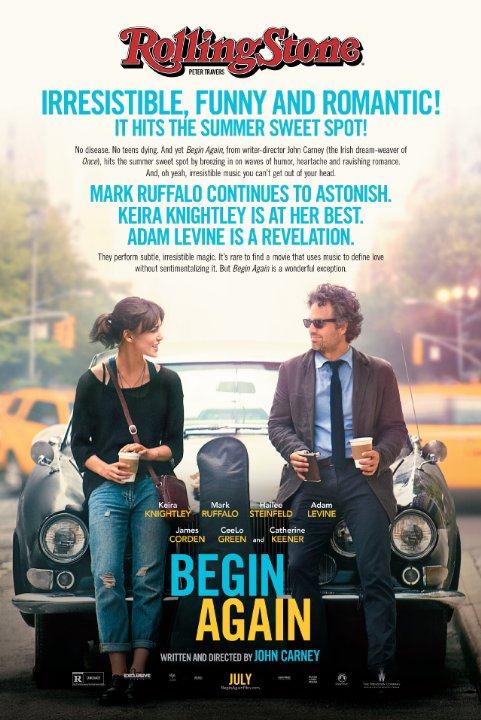 RollingStone
PETER TRAVERS
IRRESISTIBLE, FUNNY AND ROMANTIC!
IT HITS THE SUMMER SWEET SPOT!
No disease. No teens dying. And yet Begin Again, from writer-director John Carney (the Irish dream-weaver of
Once), hits the summer sweet spot by breezing in on waves of humor, heartache and ravishing romance.
And, oh yeah, irresistible music you can't get out of your head.
MARK RUFFALO CONTINUES TO ASTONISH.
KEIRA KNIGHTLEY IS AT HER BEST.
ADAM LEVINE IS A REVELATION.
They perform subtle, irresistible magic. It's rare to find a movie that uses music to define love
without sentimentalizing it. But Begin Again is a wonderful exception.
Keira KNIGHTLEY Mark RUFFALO Hailee STEINFELD Adam LEVINE
James CORDEN CeeLo GREEN and Catherine KEENER
BEGIN
AGAIN
WRITTEN AND DIRECTED BY JOHN CARNEY
R
EXCLUSIVE
JULY
BeginAgainFilm.com